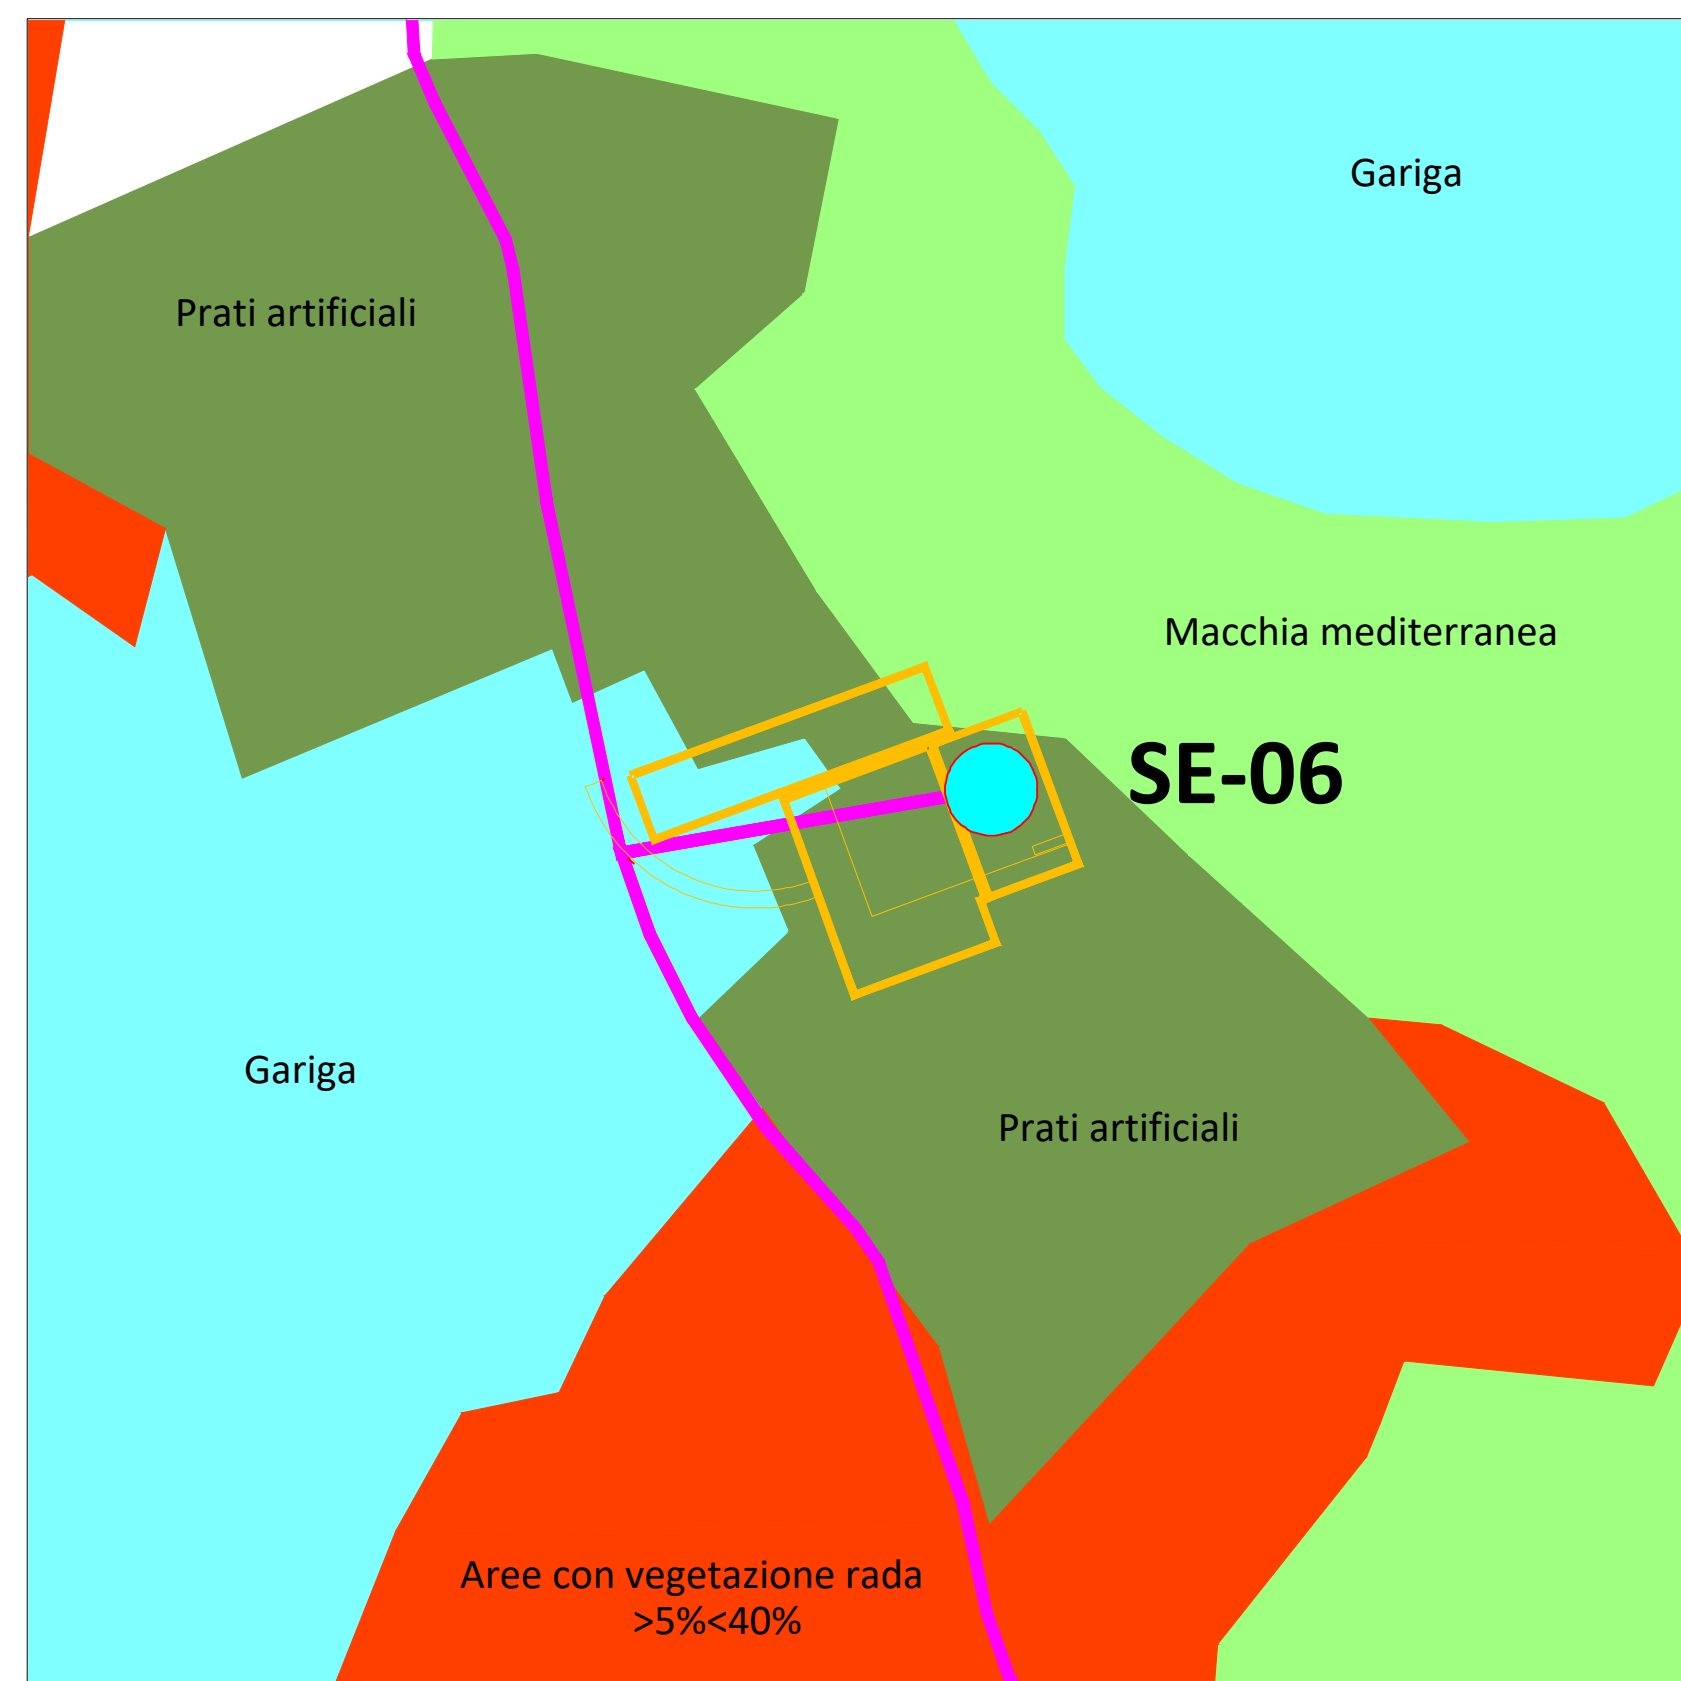 Gariga
Prati artificiali
Macchia mediterranea
SE-06
Gariga
Prati artificiali
Aree con vegetazione rada
>5%<40%